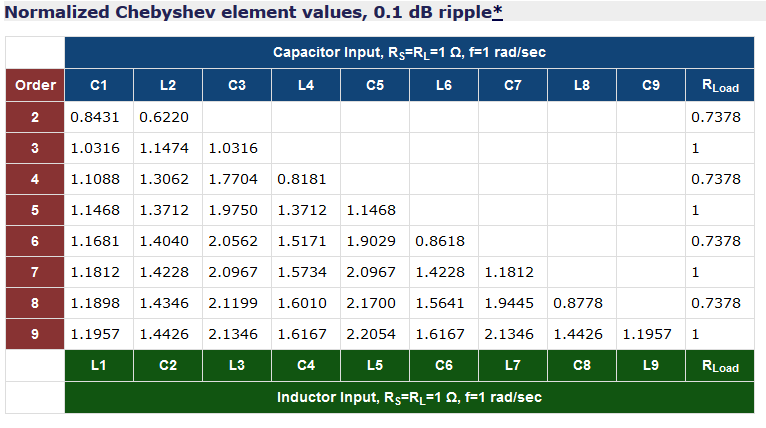 Normalized Chebyshev element values, 0.1 dB ripple*
Capacitor Input, RS=RL=1 Ω, f=1 rad/sec
Order C1 L2 C3 L4 C5 L6 C7 L8 C9 RLoad
2 0.8431 0.6220 0.7378
3 1.0316 1.1474 1.0316 1
4 1.1088 1.3062 1.7704 0.8181 0.7378
5 1.1468 1.3712 1.9750 1.3712 1.1468 1
6 1.1681 1.4040 2.0562 1.5171 1.9029 0.8618 0.7378
7 1.1812 1.4228 2.0967 1.5734 2.0967 1.4228 1.1812 1
8 1.1898 1.4346 2.1199 1.6010 2.1700 1.5641 1.9445 0.8778 0.7378
9 1.1957 1.4426 2.1346 1.6167 2.2054 1.6167 2.1346 1.4426 1.1957 1
L1 C2 L3 C4 L5 C6 L7 C8 L9 RLoad
Inductor Input, RS=RL=1 Ω, f=1 rad/sec